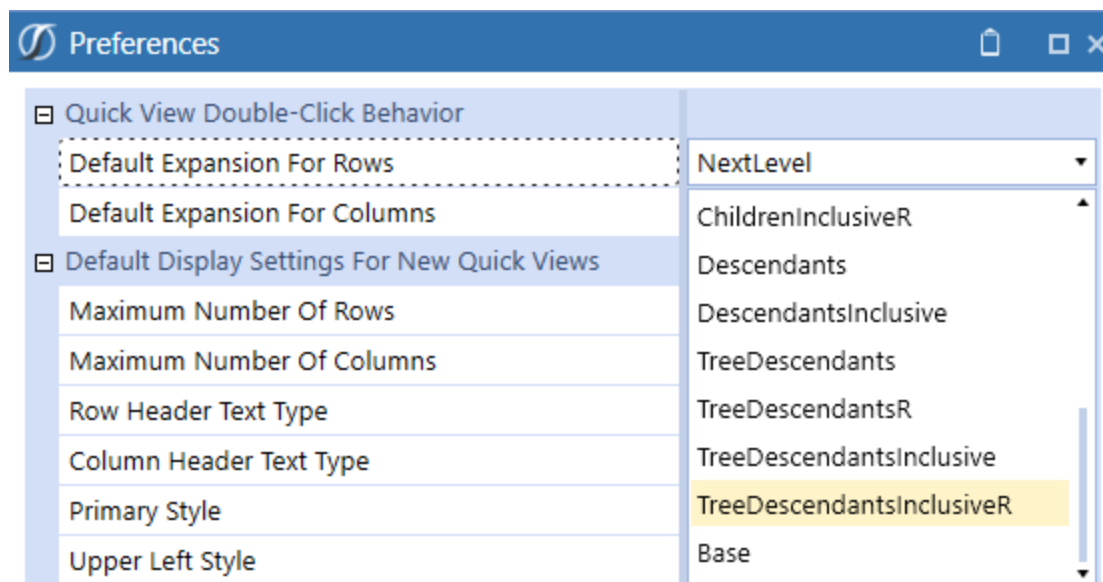 Preferences
Quick View Double-Click Behavior
Default Expansion For Rows NextLevel
Default Expansion For Columns ChildrenInclusiveR
Default Display Settings For New Quick Views Descendants
Maximum Number Of Rows DescendantsInclusive
Maximum Number Of Columns TreeDescendants
Row Header Text Type TreeDescendantsR
Column Header Text Type TreeDescendantsInclusive
Primary Style TreeDescendantsInclusiveR
Upper Left Style Base